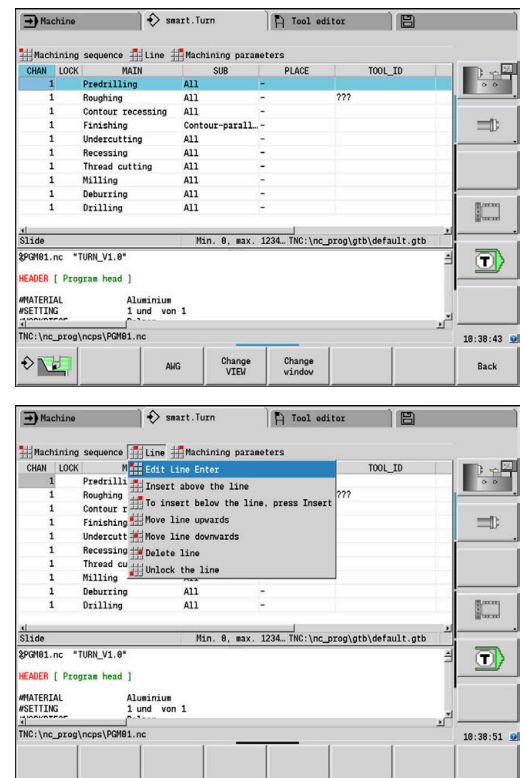 Machine smart.Turn Tool editor
Machining sequence Line Machining parameters
CHAN LOCK MAIN SUB PLACE TOOL_ID
1 Predrilling All -
1 Roughing All - ???
1 Contour recessing All -
1 Finishing Contour-parall… -
1 Undercutting All -
1 Recessing All -
1 Thread cutting All -
1 Milling All -
1 Deburring All -
1 Drilling All -
Slide Min. 0, max. 1234… TNC:\nc_prog\gtb\default.gtb
%PGM01.nc "TURN_V1.0"
HEADER [ Program head ]
#MATERIAL Aluminium
#SETTING 1 und von 1
TNC:\nc_prog\ncps\PGM01.nc
T
10:38:43
AWG Change VIEW Change window Back
Machine smart.Turn Tool editor
Machining sequence Line Machining parameters
CHAN LOCK M TOOL_ID
1 Predrilli Edit Line Enter
Insert above the line
1 Roughing ???
To insert below the line, press Insert
1 Contour r
1 Finishing Move line upwards
1 Undercutt Move line downwards
1 Recessing Delete line
1 Thread cu Unlock the line
1 Milling
1 Deburring All -
1 Drilling All -
Slide Min. 0, max. 1234… TNC:\nc_prog\gtb\default.gtb
%PGM01.nc "TURN_V1.0"
HEADER [ Program head ]
#MATERIAL Aluminium
#SETTING 1 und von 1
TNC:\nc_prog\ncps\PGM01.nc
T
10:38:51